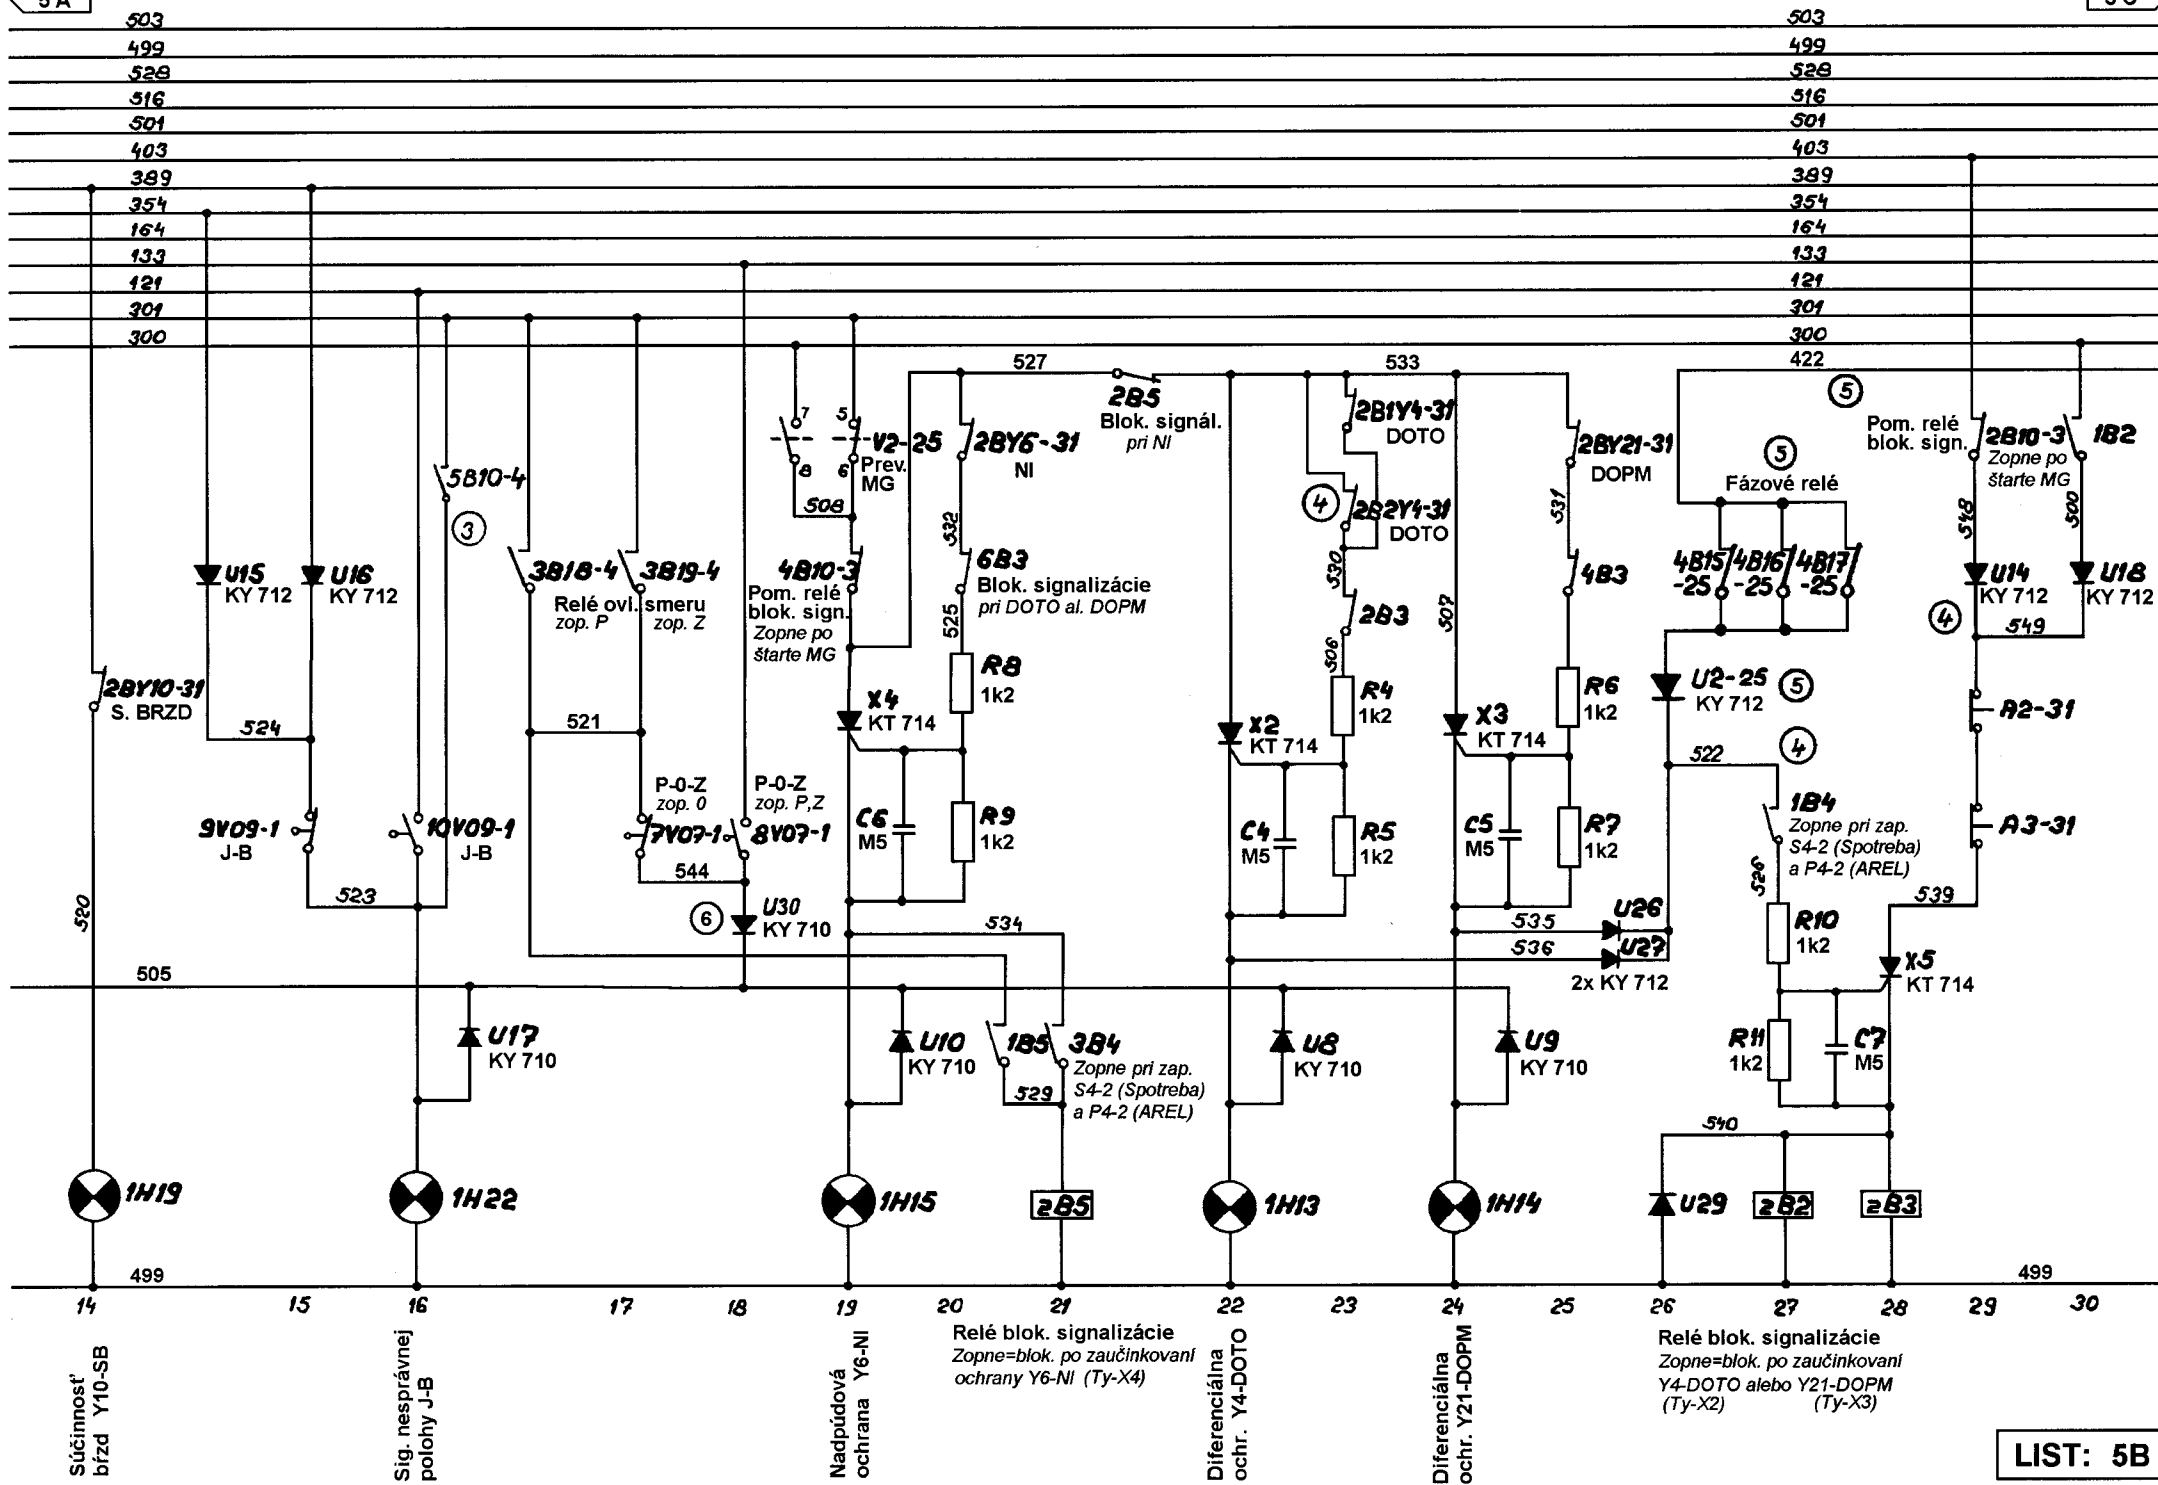 5 A
503 503
499 499
528 528
516 516
501 501
403 403
389 389
354 354
164 164
133 133
121 121
301 301
300 300
527 533 422
2B5
Blok. signál.
pri NI
7 5
8 6
V2-25
Prev.
MG
508
2BY6-31
NI
2B1Y4-31
DOTO
4
2B2Y4-31
DOTO
2BY21-31
DOPM
5
5
Fázové relé
Pom. relé
blok. sign.
2B10-3
Zopne po
štarte MG
1B2
5B10-4
3
532
530
531
548
500
U15
KY 712
U16
KY 712
3B18-4
3B19-4
Relé ovl. smeru
zop. P zop. Z
4B10-3
Pom. relé
blok. sign.
Zopne po
štarte MG
6B3
Blok. signalizácie
pri DOTO al. DOPM
525
2B3
506
507
4B3
4B15
-25
4B16
-25
4B17
-25
U14
KY 712
U18
KY 712
4
549
2BY10-31
S. BRZD
524
521
X4
KT 714
R8
1k2
X2
KT 714
R4
1k2
X3
KT 714
R6
1k2
U2-25
KY 712
5
4
522
A2-31
9V09-1
J-B
10V09-1
J-B
P-0-Z
zop. 0
7V07-1
P-0-Z
zop. P,Z
8V07-1
C6
M5
R9
1k2
C4
M5
R5
1k2
C5
M5
R7
1k2
1B4
Zopne pri zap.
S4-2 (Spotreba)
a P4-2 (AREL)
526
A3-31
520
523
544
6
U30
KY 710
534
535
U26
536
U27
2x KY 712
R10
1k2
539
X5
KT 714
505
U17
KY 710
U10
KY 710
1B5
3B4
Zopne pri zap.
S4-2 (Spotreba)
a P4-2 (AREL)
529
U8
KY 710
U9
KY 710
R11
1k2
C7
M5
540
1H19
1H22
1H15
2B5
1H13
1H14
U29
2B2
2B3
499 499
14 15 16 17 18 19 20 21 22 23 24 25 26 27 28 29 30
Súčinnosť
bŕzd Y10-SB
Sig. nesprávnej
polohy J-B
Nadpúdová
ochrana Y6-NI
Relé blok. signalizácie
Zopne=blok. po zaučinkovaní
ochrany Y6-NI (Ty-X4)
Diferenciálna
ochr. Y4-DOTO
Diferenciálna
ochr. Y21-DOPM
Relé blok. signalizácie
Zopne=blok. po zaučinkovaní
Y4-DOTO alebo Y21-DOPM
(Ty-X2) (Ty-X3)
LIST: 5B